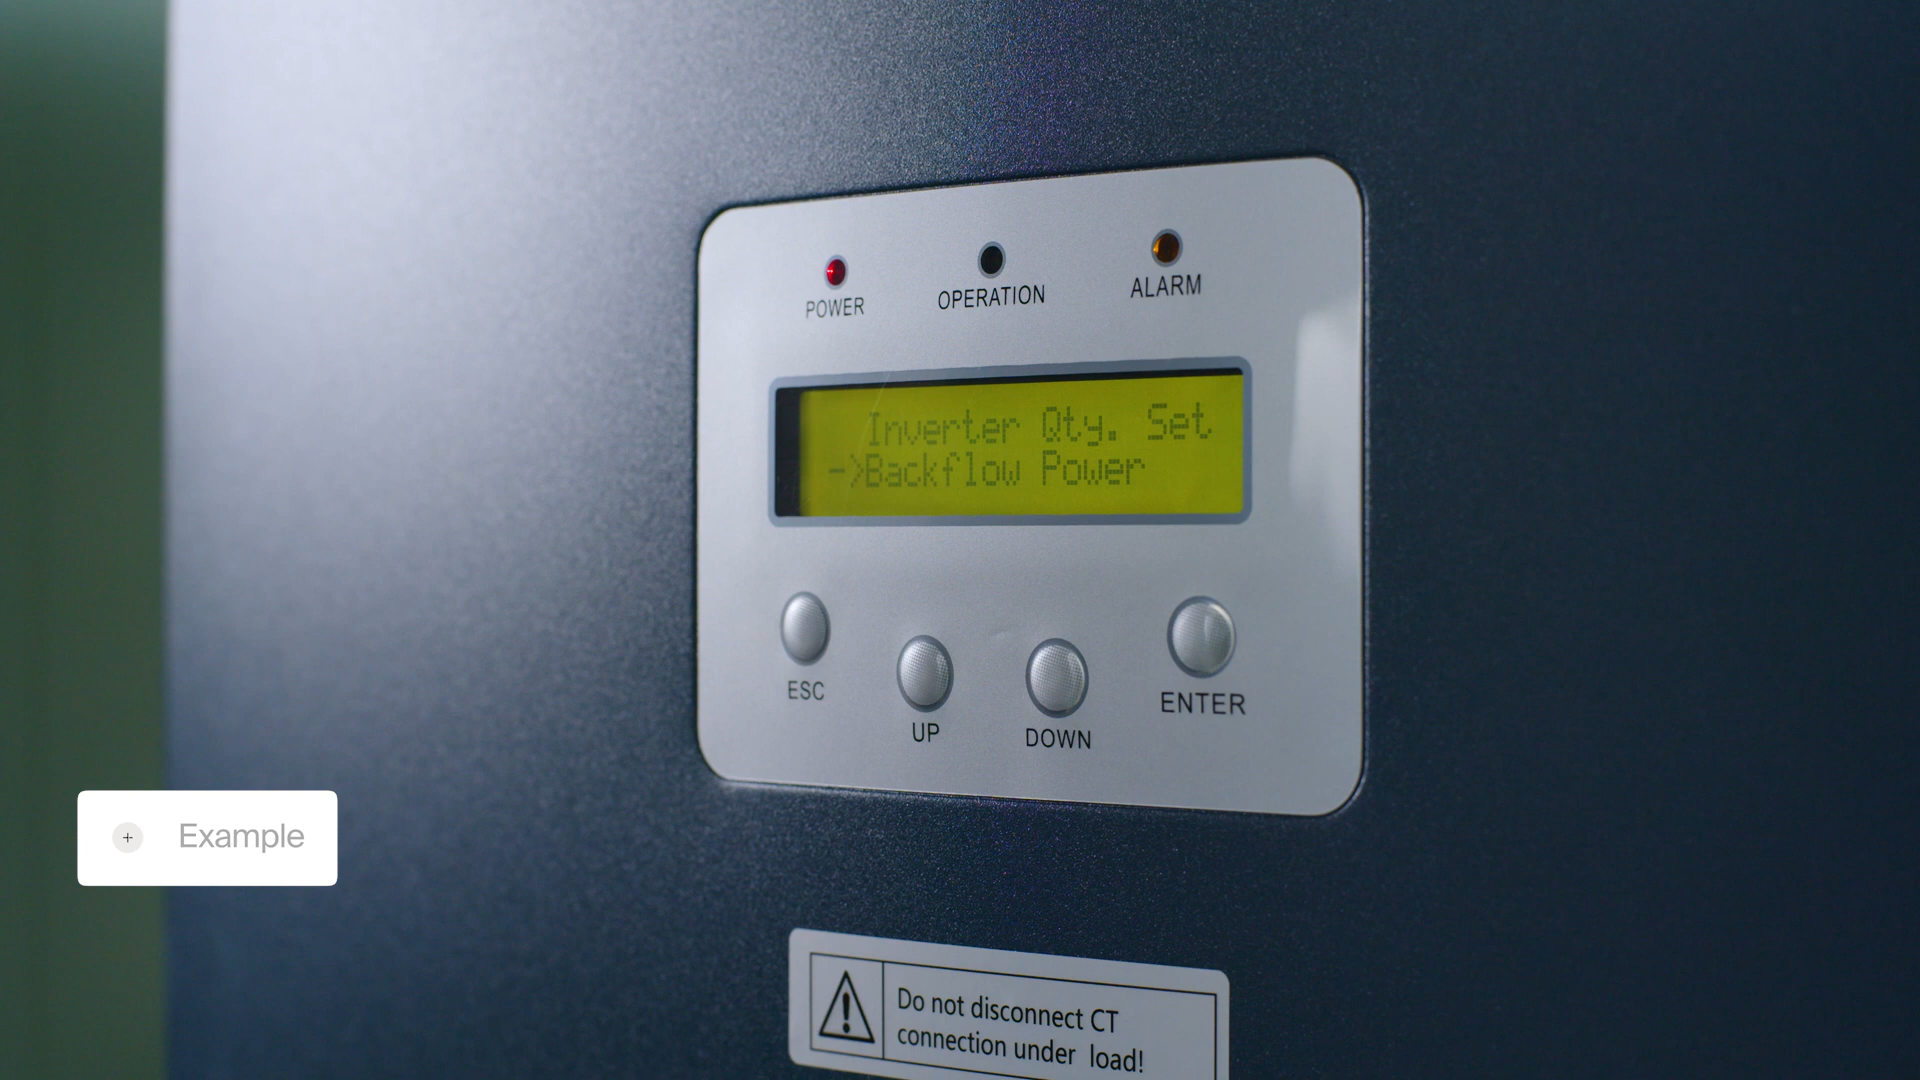 POWER
OPERATION
ALARM
Inverter Qty. Set
->Backflow Power
ESC
UP
DOWN
ENTER
+ Example
Do not disconnect CT
connection under load!